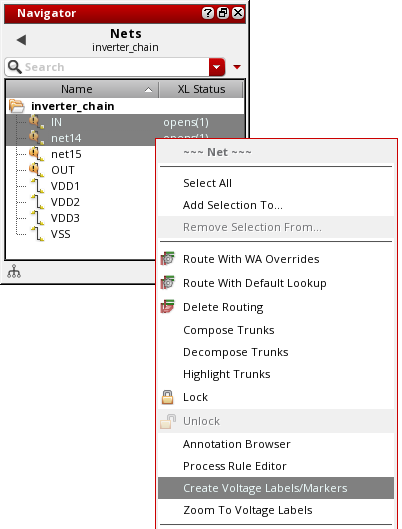 Navigator
Nets
inverter_chain
Search
Name XL Status
inverter_chain
IN opens(1)
net14 opens(1)
net15
OUT
VDD1
VDD2
VDD3
VSS
~~~ Net ~~~
Select All
Add Selection To...
Remove Selection From...
Route With WA Overrides
Route With Default Lookup
Delete Routing
Compose Trunks
Decompose Trunks
Highlight Trunks
Lock
Unlock
Annotation Browser
Process Rule Editor
Create Voltage Labels/Markers
Zoom To Voltage Labels